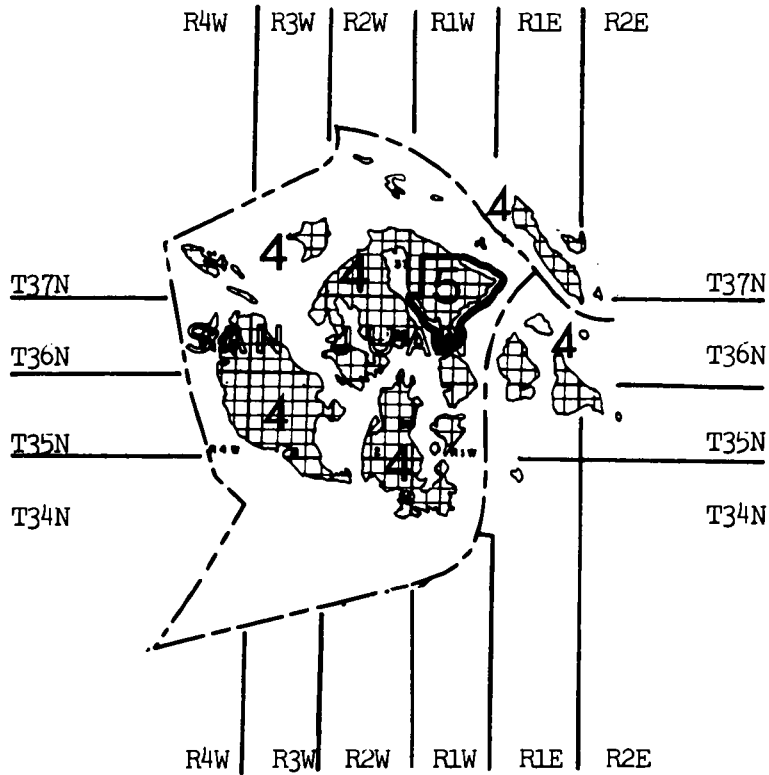 R4W R3W R2W R1W R1E R2E
4
4
4
5
T37N T37N
SAN JUAN
4
T36N T36N
4
4
T35N T35N
T34N T34N
R4W R3W R2W R1W R1E R2E